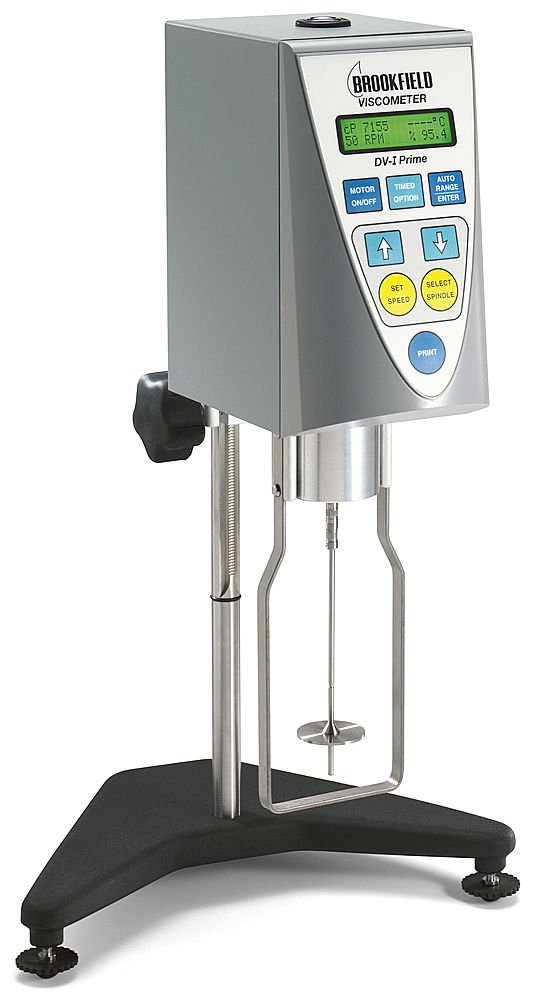 BROOKFIELD
VISCOMETER
cP 7155 ----°C
50 RPM % 95.4
DV-I Prime
MOTOR ON/OFF
TIMED OPTION
AUTO RANGE ENTER
↑ ↓
SET SPEED
SELECT SPINDLE
PRINT